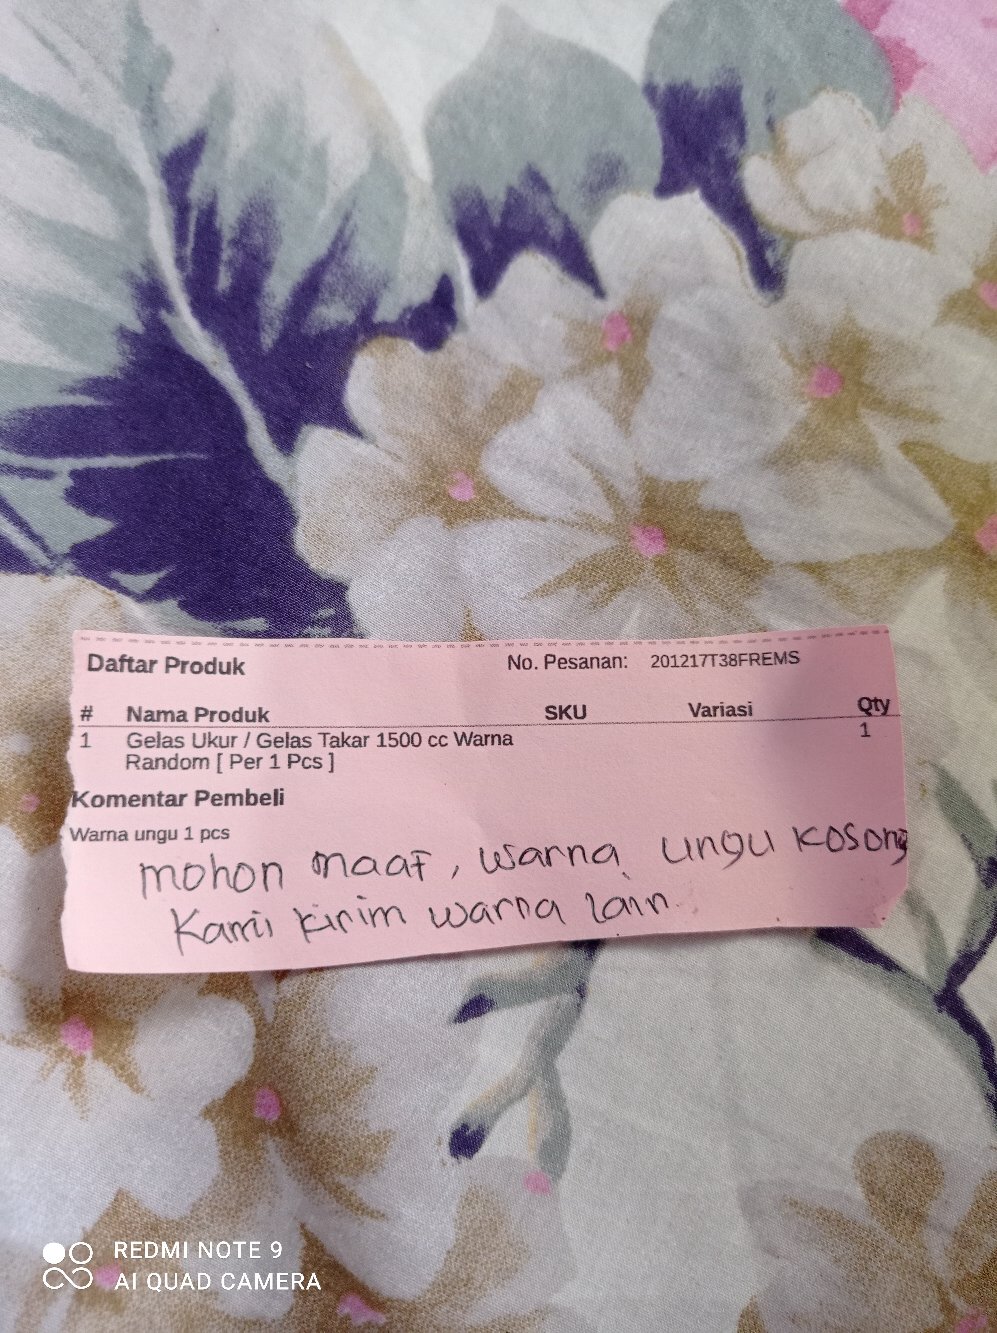 Daftar Produk No. Pesanan: 201217T38FREMS
# Nama Produk SKU Variasi Qty
1 Gelas Ukur / Gelas Takar 1500 cc Warna 1
Random [ Per 1 Pcs ]
Komentar Pembeli
Warna ungu 1 pcs
mohon maaf, warna ungu kosong
Kami kirim warna lain
REDMI NOTE 9
AI QUAD CAMERA